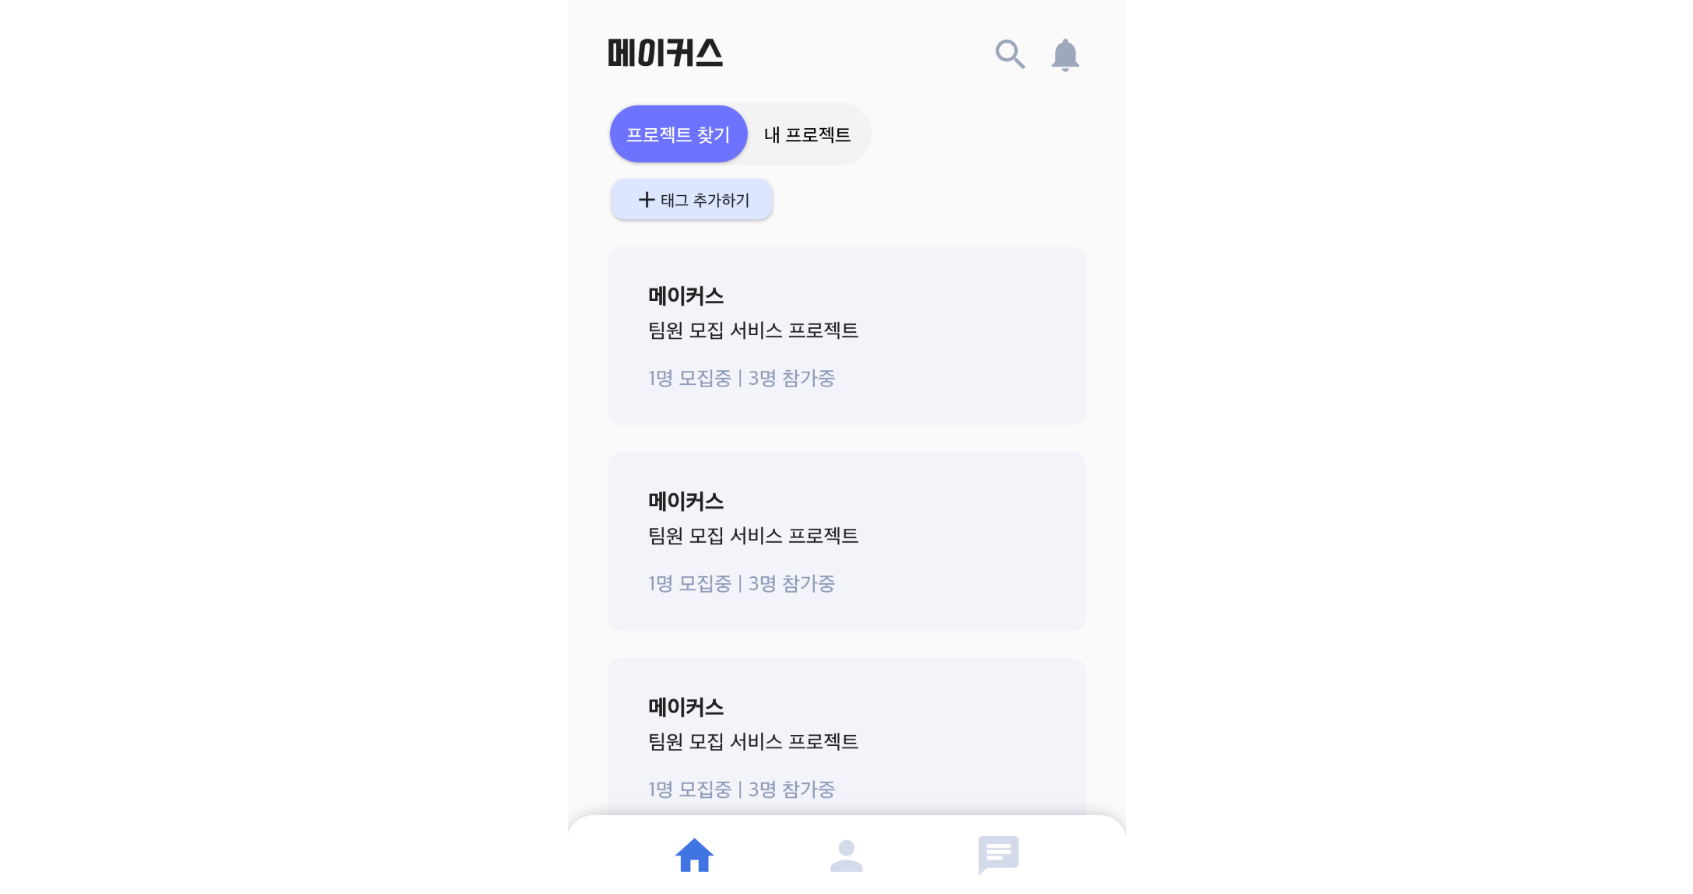 메이커스
프로젝트 찾기 내 프로젝트
+ 태그 추가하기
메이커스
팀원 모집 서비스 프로젝트
1명 모집중 | 3명 참가중
메이커스
팀원 모집 서비스 프로젝트
1명 모집중 | 3명 참가중
메이커스
팀원 모집 서비스 프로젝트
1명 모집중 | 3명 참가중